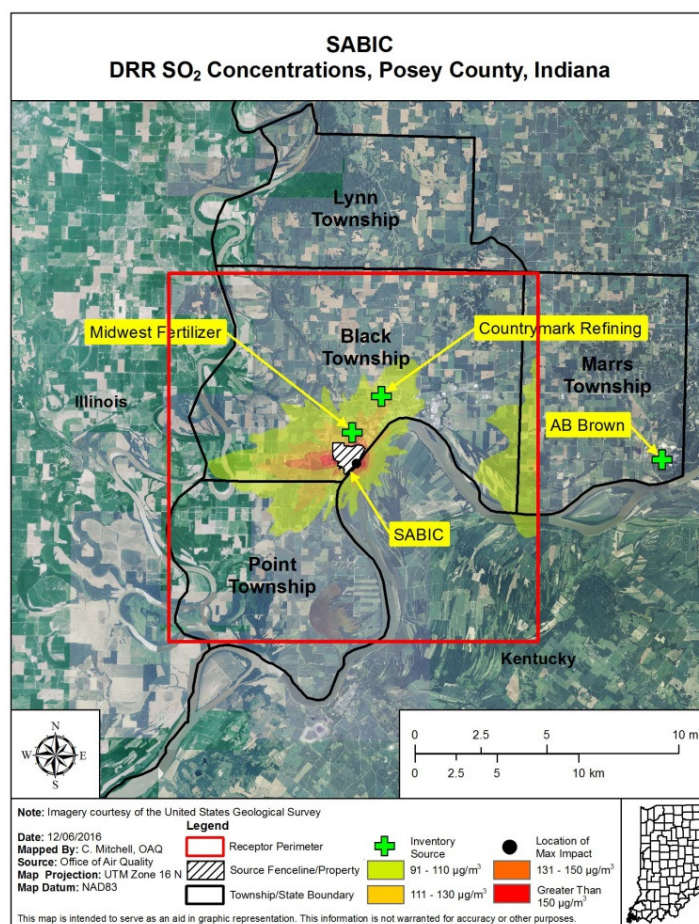 SABIC
DRR SO₂ Concentrations, Posey County, Indiana
Lynn
Township
Midwest Fertilizer
Black
Township
Countrymark Refining
Marrs
Township
Illinois
AB Brown
SABIC
Point
Township
Kentucky
N
W
E
S
0 2.5 5 10 m
0 2.5 5 10 km
Note: Imagery courtesy of the United States Geological Survey
Date: 12/06/2016
Mapped By: C. Mitchell, OAQ
Source: Office of Air Quality
Map Projection: UTM Zone 16 N
Map Datum: NAD83
Legend
Receptor Perimeter
Source Fenceline/Property
Township/State Boundary
Inventory
Source
91 - 110 µg/m³
111 - 130 µg/m³
Location of
Max Impact
131 - 150 µg/m³
Greater Than
150 µg/m³
This map is intended to serve as an aid in graphic representation. This information is not warranted for accuracy or other purposes.